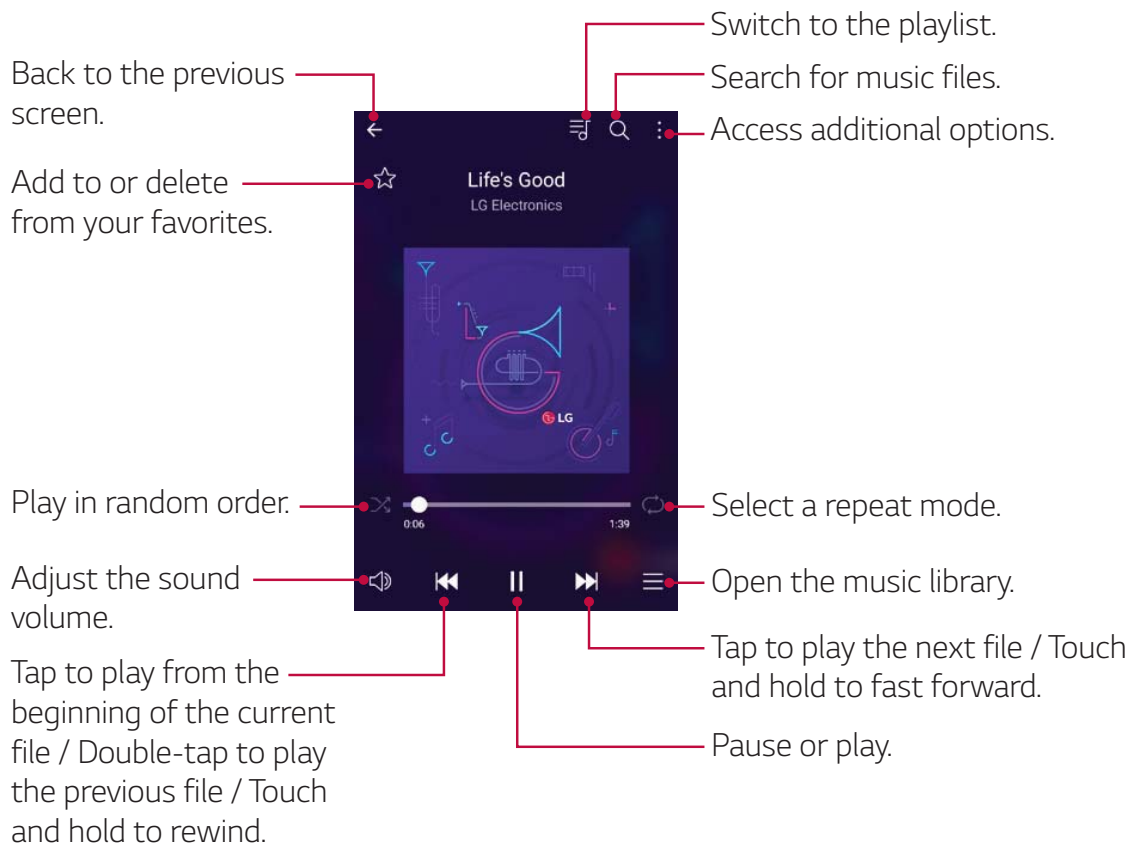 Switch to the playlist.
Back to the previous
screen.
Search for music files.
Access additional options.
Add to or delete
from your favorites.
Life's Good
LG Electronics
LG
Play in random order.
0:06
1:39
Select a repeat mode.
Adjust the sound
volume.
Open the music library.
Tap to play from the
beginning of the current
file / Double-tap to play
the previous file / Touch
and hold to rewind.
Tap to play the next file / Touch
and hold to fast forward.
Pause or play.